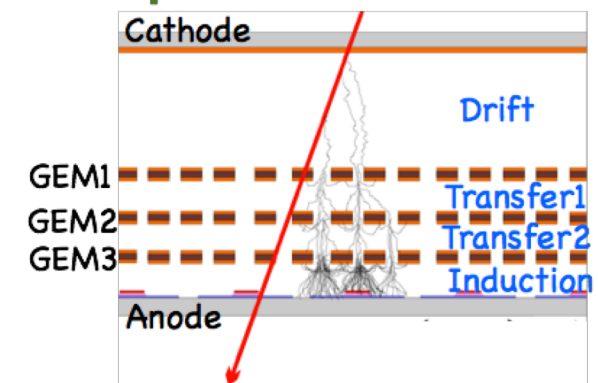 Cathode
Drift
GEM1
Transfer1
GEM2
Transfer2
GEM3
Induction
Anode